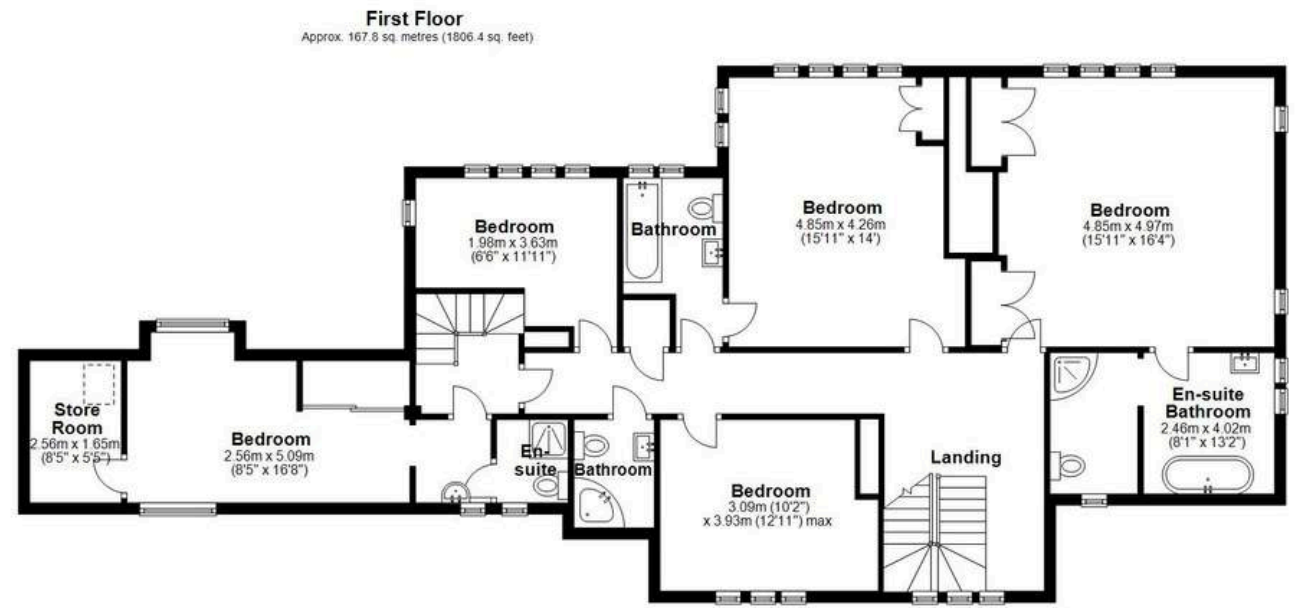 First Floor
Approx. 167.8 sq. metres (1806.4 sq. feet)
Bedroom
4.85m x 4.26m
(15'11" x 14')
Bedroom
4.85m x 4.97m
(15'11" x 16'4")
Bedroom
1.98m x 3.63m
(6'6" x 11'11")
Bathroom
Store
Room
2.56m x 1.65m
(8'5" x 5'5")
Bedroom
2.56m x 5.09m
(8'5" x 16'8")
En-
suite
Bathroom
Bedroom
3.09m (10'2")
x 3.93m (12'11") max
Landing
En-suite
Bathroom
2.46m x 4.02m
(8'1" x 13'2")